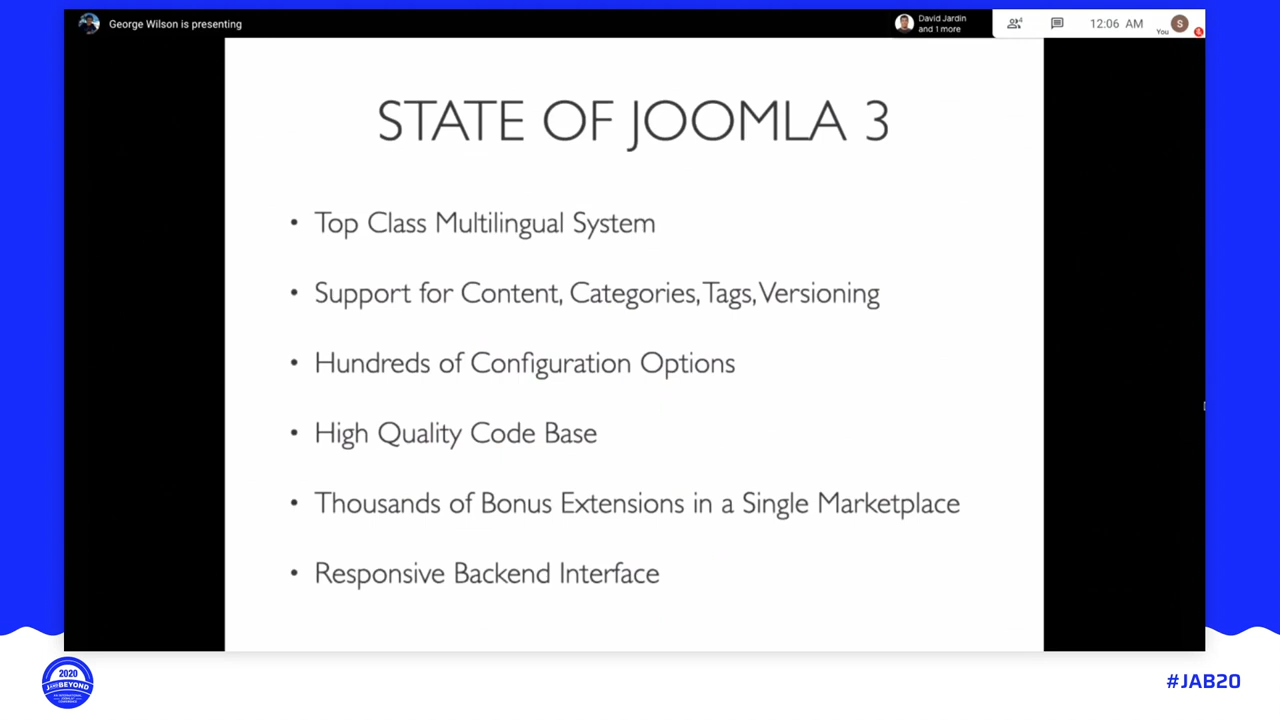 George Wilson is presenting
David Jardin
and 1 more
4
12:06 AM
You
S
STATE OF JOOMLA 3
• Top Class Multilingual System
• Support for Content, Categories, Tags, Versioning
• Hundreds of Configuration Options
• High Quality Code Base
• Thousands of Bonus Extensions in a Single Marketplace
• Responsive Backend Interface
2020
J AND BEYOND
#JAB20